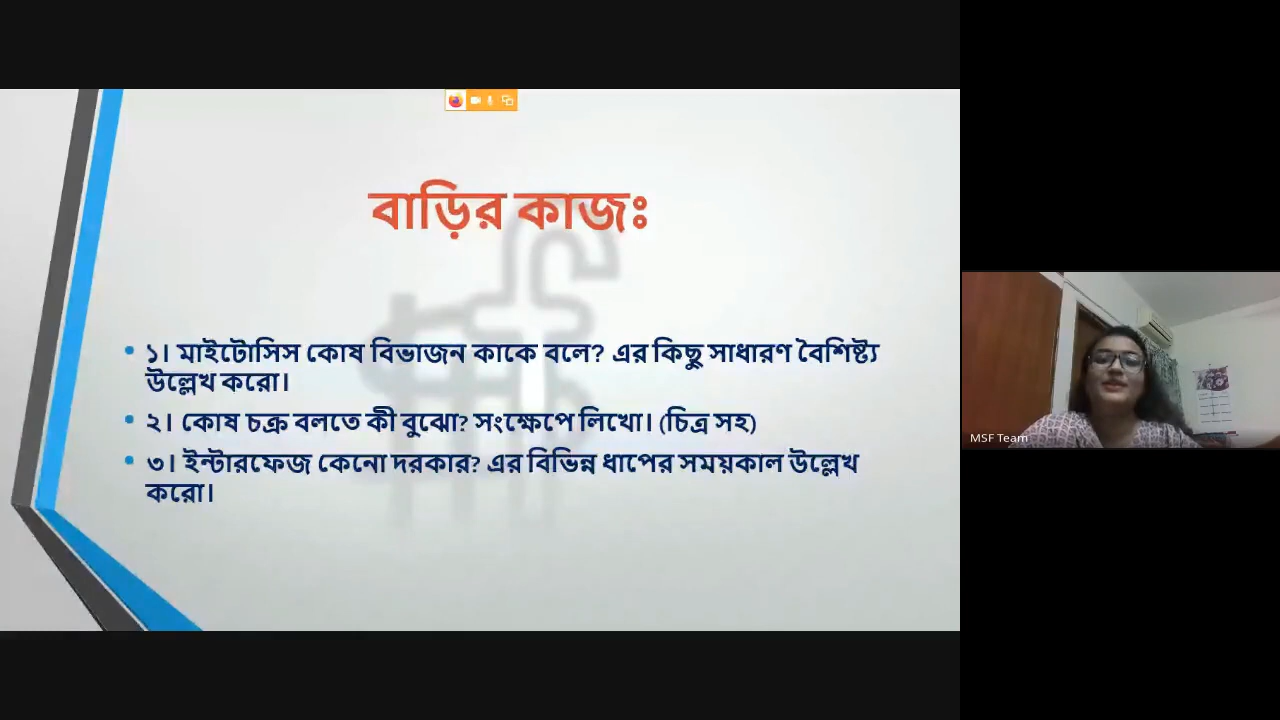 বাড়ির কাজঃ
১। মাইটোসিস কোষ বিভাজন কাকে বলে? এর কিছু সাধারণ বৈশিষ্ট্য
উল্লেখ করো।
২। কোষ চক্র বলতে কী বুঝো? সংক্ষেপে লিখো। (চিত্র সহ)
৩। ইন্টারফেজ কেনো দরকার? এর বিভিন্ন ধাপের সময়কাল উল্লেখ
করো।
MSF Team